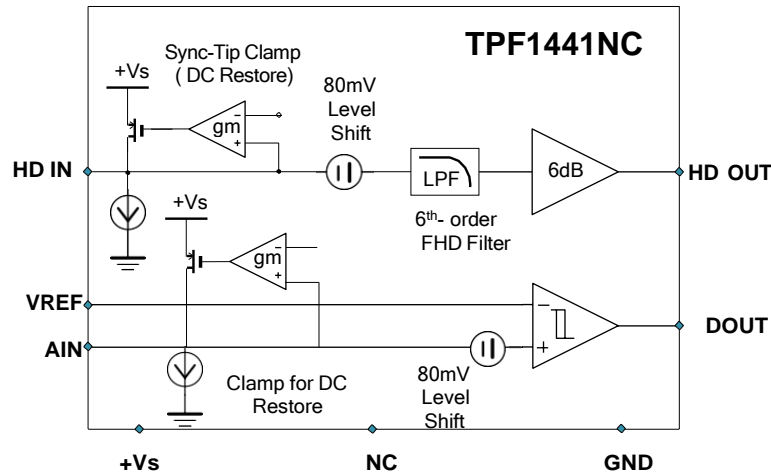 TPF1441NC
Sync-Tip Clamp
( DC Restore)
+Vs
80mV
Level
Shift
gm
−
+
HD IN
LPF
6dB
HD OUT
6th- order
FHD Filter
+Vs
gm
−
+
VREF
−
DOUT
AIN
+
Clamp for DC
Restore
80mV
Level
Shift
+Vs
NC
GND